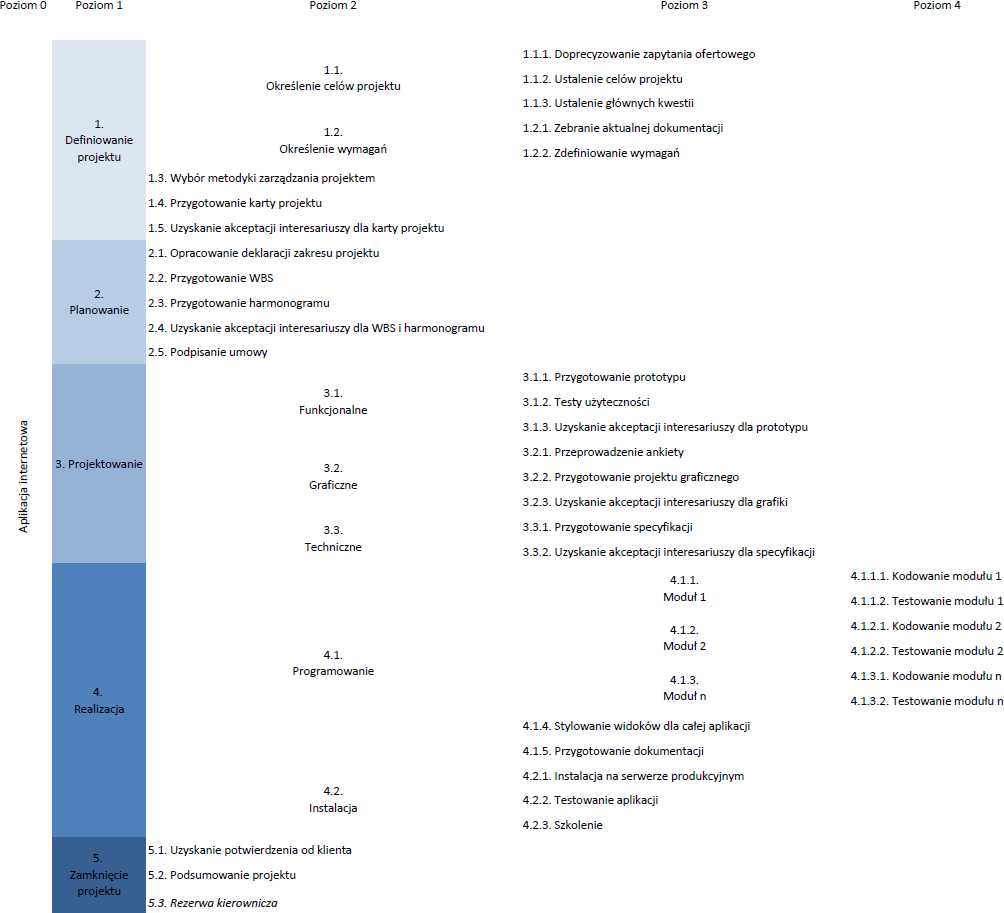 Poziom 0 Poziom 1 Poziom 2 Poziom 3 Poziom 4
Aplikacja internetowa
1.
Definiowanie
projektu
1.1.
Określenie celów projektu
1.1.1. Doprecyzowanie zapytania ofertowego
1.1.2. Ustalenie celów projektu
1.1.3. Ustalenie głównych kwestii
1.2.
Określenie wymagań
1.2.1. Zebranie aktualnej dokumentacji
1.2.2. Zdefiniowanie wymagań
1.3. Wybór metodyki zarządzania projektem
1.4. Przygotowanie karty projektu
1.5. Uzyskanie akceptacji interesariuszy dla karty projektu
2.
Planowanie
2.1. Opracowanie deklaracji zakresu projektu
2.2. Przygotowanie WBS
2.3. Przygotowanie harmonogramu
2.4. Uzyskanie akceptacji interesariuszy dla WBS i harmonogramu
2.5. Podpisanie umowy
3. Projektowanie
3.1.
Funkcjonalne
3.1.1. Przygotowanie prototypu
3.1.2. Testy użyteczności
3.1.3. Uzyskanie akceptacji interesariuszy dla prototypu
3.2.
Graficzne
3.2.1. Przeprowadzenie ankiety
3.2.2. Przygotowanie projektu graficznego
3.2.3. Uzyskanie akceptacji interesariuszy dla grafiki
3.3.
Techniczne
3.3.1. Przygotowanie specyfikacji
3.3.2. Uzyskanie akceptacji interesariuszy dla specyfikacji
4.
Realizacja
4.1.
Programowanie
4.1.1.
Moduł 1
4.1.1.1. Kodowanie modułu 1
4.1.1.2. Testowanie modułu 1
4.1.2.
Moduł 2
4.1.2.1. Kodowanie modułu 2
4.1.2.2. Testowanie modułu 2
4.1.3.
Moduł n
4.1.3.1. Kodowanie modułu n
4.1.3.2. Testowanie modułu n
4.1.4. Stylowanie widoków dla całej aplikacji
4.1.5. Przygotowanie dokumentacji
4.2.
Instalacja
4.2.1. Instalacja na serwerze produkcyjnym
4.2.2. Testowanie aplikacji
4.2.3. Szkolenie
5.
Zamknięcie
projektu
5.1. Uzyskanie potwierdzenia od klienta
5.2. Podsumowanie projektu
5.3. Rezerwa kierownicza